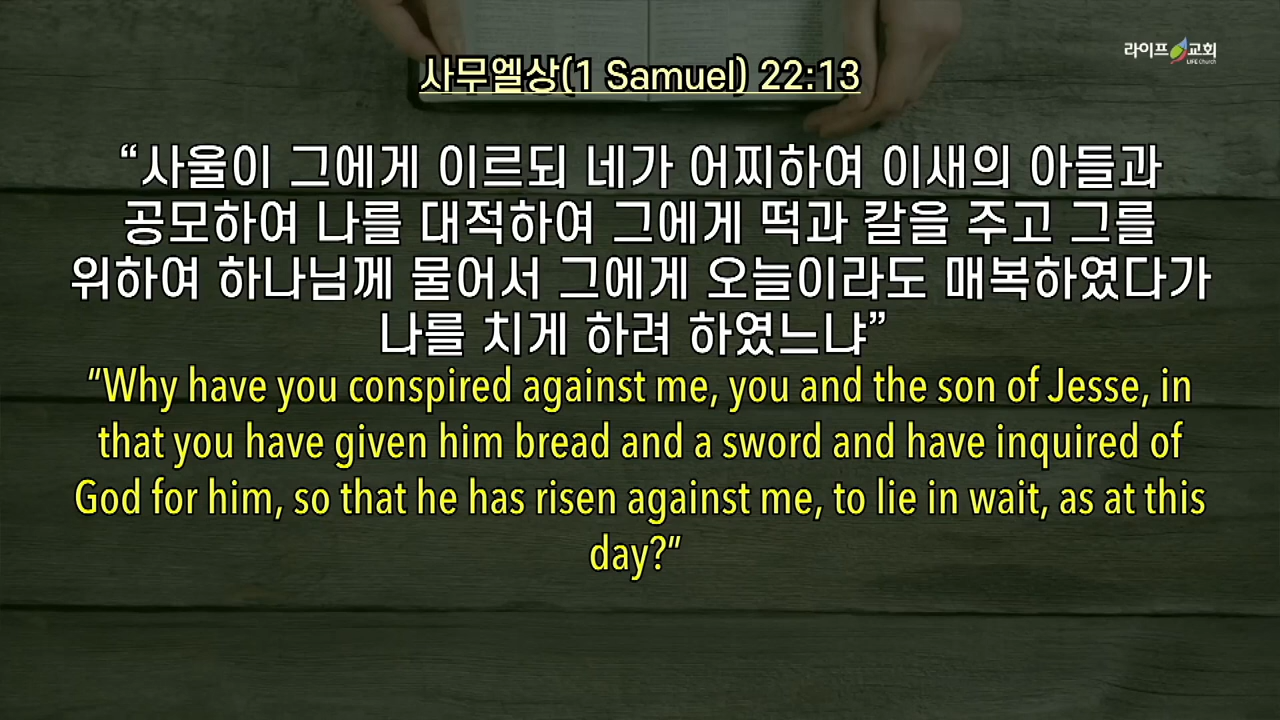 라이프교회
LIFE Church
사무엘상(1 Samuel) 22:13
“사울이 그에게 이르되 네가 어찌하여 이새의 아들과
공모하여 나를 대적하여 그에게 떡과 칼을 주고 그를
위하여 하나님께 물어서 그에게 오늘이라도 매복하였다가
나를 치게 하려 하였느냐”
“Why have you conspired against me, you and the son of Jesse, in
that you have given him bread and a sword and have inquired of
God for him, so that he has risen against me, to lie in wait, as at this
day?”